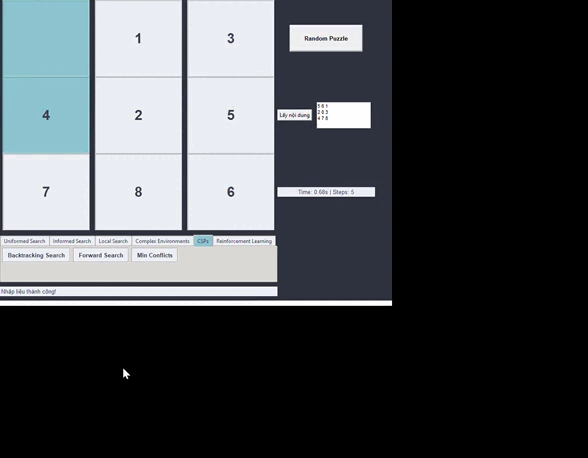 1 3
Random Puzzle
4 2 5
Lấy nội dung
5 6 1
2 0 3
4 7 8
7 8 6
Time: 0.68s | Steps: 5
Uniformed Search Informed Search Local Search Complex Environments CSPs Reinforcement Learning
Backtracking Search Forward Search Min Conflicts
Nhập liệu thành công!